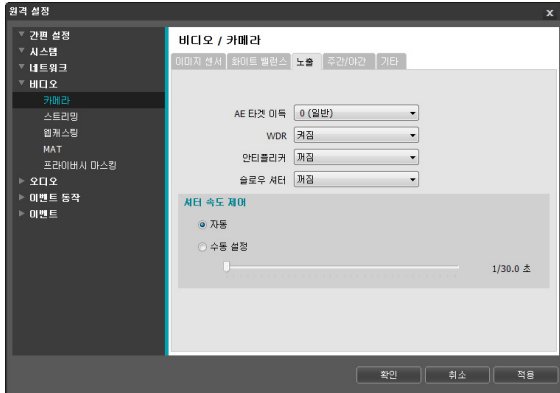 원격 설정
x
간편 설정
시스템
네트워크
비디오
카메라
스트리밍
웹캐스팅
MAT
프라이버시 마스킹
오디오
이벤트 동작
이벤트
비디오 / 카메라
이미지 센서 화이트 밸런스 노출 주간/야간 기타
AE 타겟 이득 0 (일반)
WDR 켜짐
안티플리커 꺼짐
슬로우 셔터 꺼짐
셔터 속도 제어
자동
수동 설정
1/30.0 초
확인 취소 적용